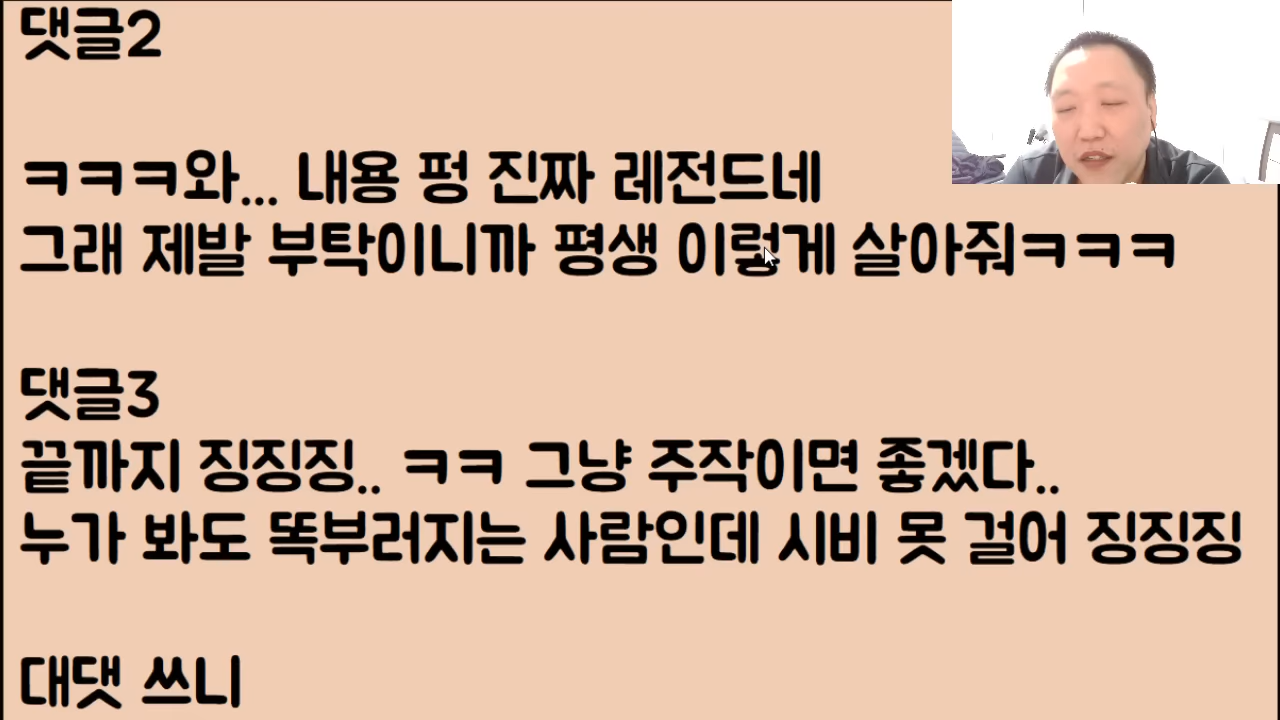 댓글2
ㅋㅋㅋ와... 내용 펑 진짜 레전드네
그래 제발 부탁이니까 평생 이렇게 살아줘ㅋㅋㅋ
댓글3
끝까지 징징징.. ㅋㅋ 그냥 주작이면 좋겠다..
누가 봐도 똑부러지는 사람인데 시비 못 걸어 징징징
대댓 쓰니